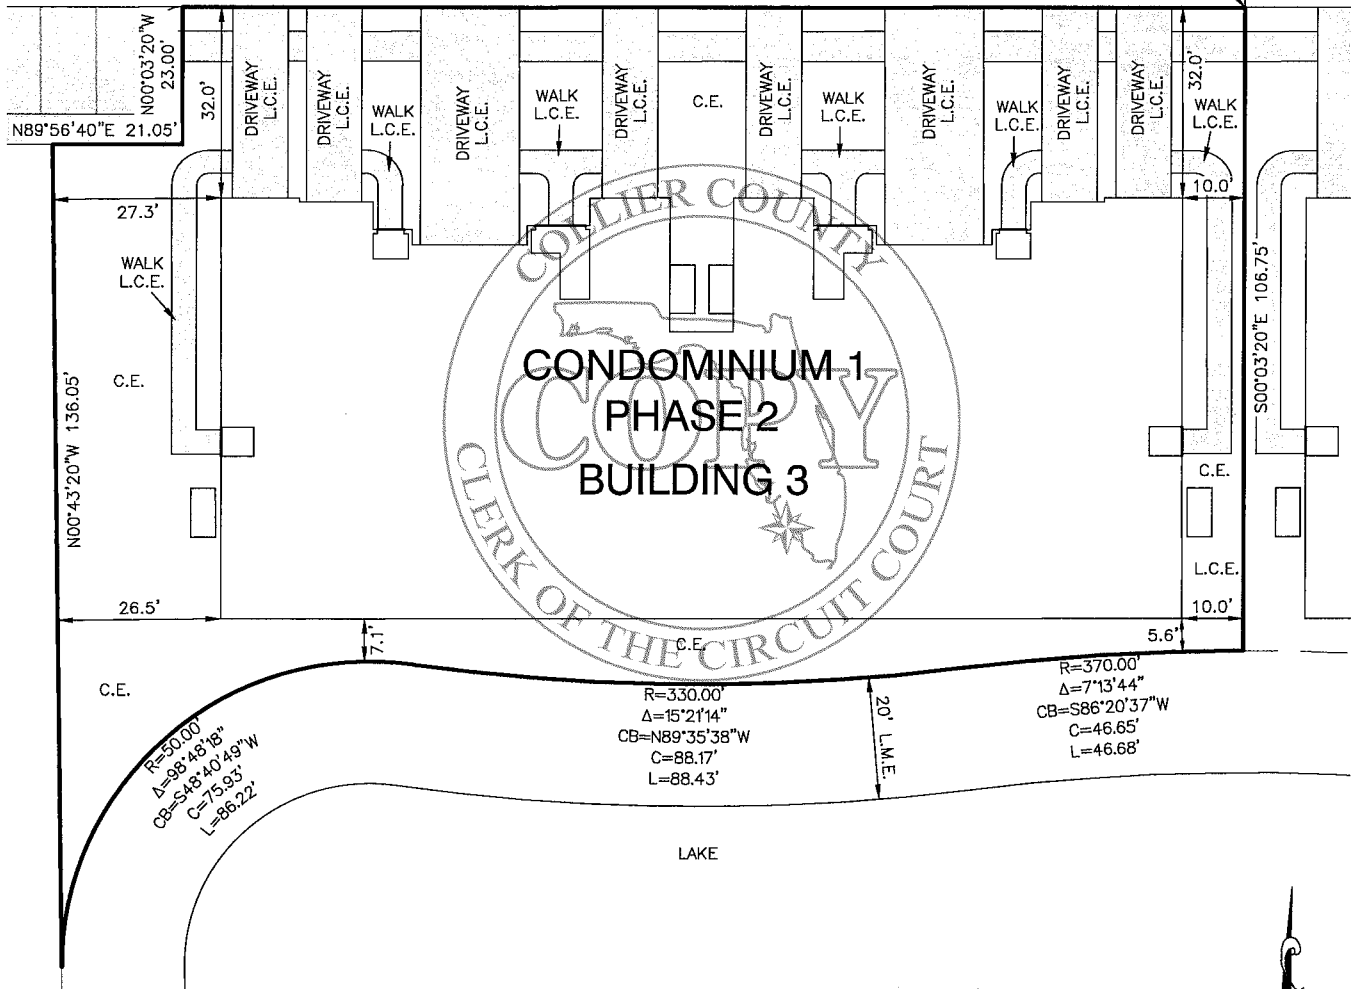 N00°03'20"W
23.00'
32.0'
DRIVEWAY
L.C.E.
DRIVEWAY
L.C.E.
WALK
L.C.E.
DRIVEWAY
L.C.E.
WALK
L.C.E.
DRIVEWAY
L.C.E.
C.E.
DRIVEWAY
L.C.E.
WALK
L.C.E.
DRIVEWAY
L.C.E.
WALK
L.C.E.
DRIVEWAY
L.C.E.
DRIVEWAY
L.C.E.
32.0'
WALK
L.C.E.
N89°56'40"E 21.05'
27.3'
10.0'
WALK
L.C.E.
S00°03'20"E 106.75'
COLLIER COUNTY
COPY
CLERK OF THE CIRCUIT COURT
CONDOMINIUM 1
PHASE 2
BUILDING 3
C.E.
N00°43'20"W 136.05'
C.E.
L.C.E.
26.5'
10.0'
7.1'
C.E.
5.6'
C.E.
R=50.00'
Δ=98°48'18"
CB=S48°40'49"W
C=75.93'
L=86.22'
R=330.00'
Δ=15°21'14"
CB=N89°35'38"W
C=88.17'
L=88.43'
20' L.M.E.
R=370.00'
Δ=7°13'44"
CB=S86°20'37"W
C=46.65'
L=46.68'
LAKE